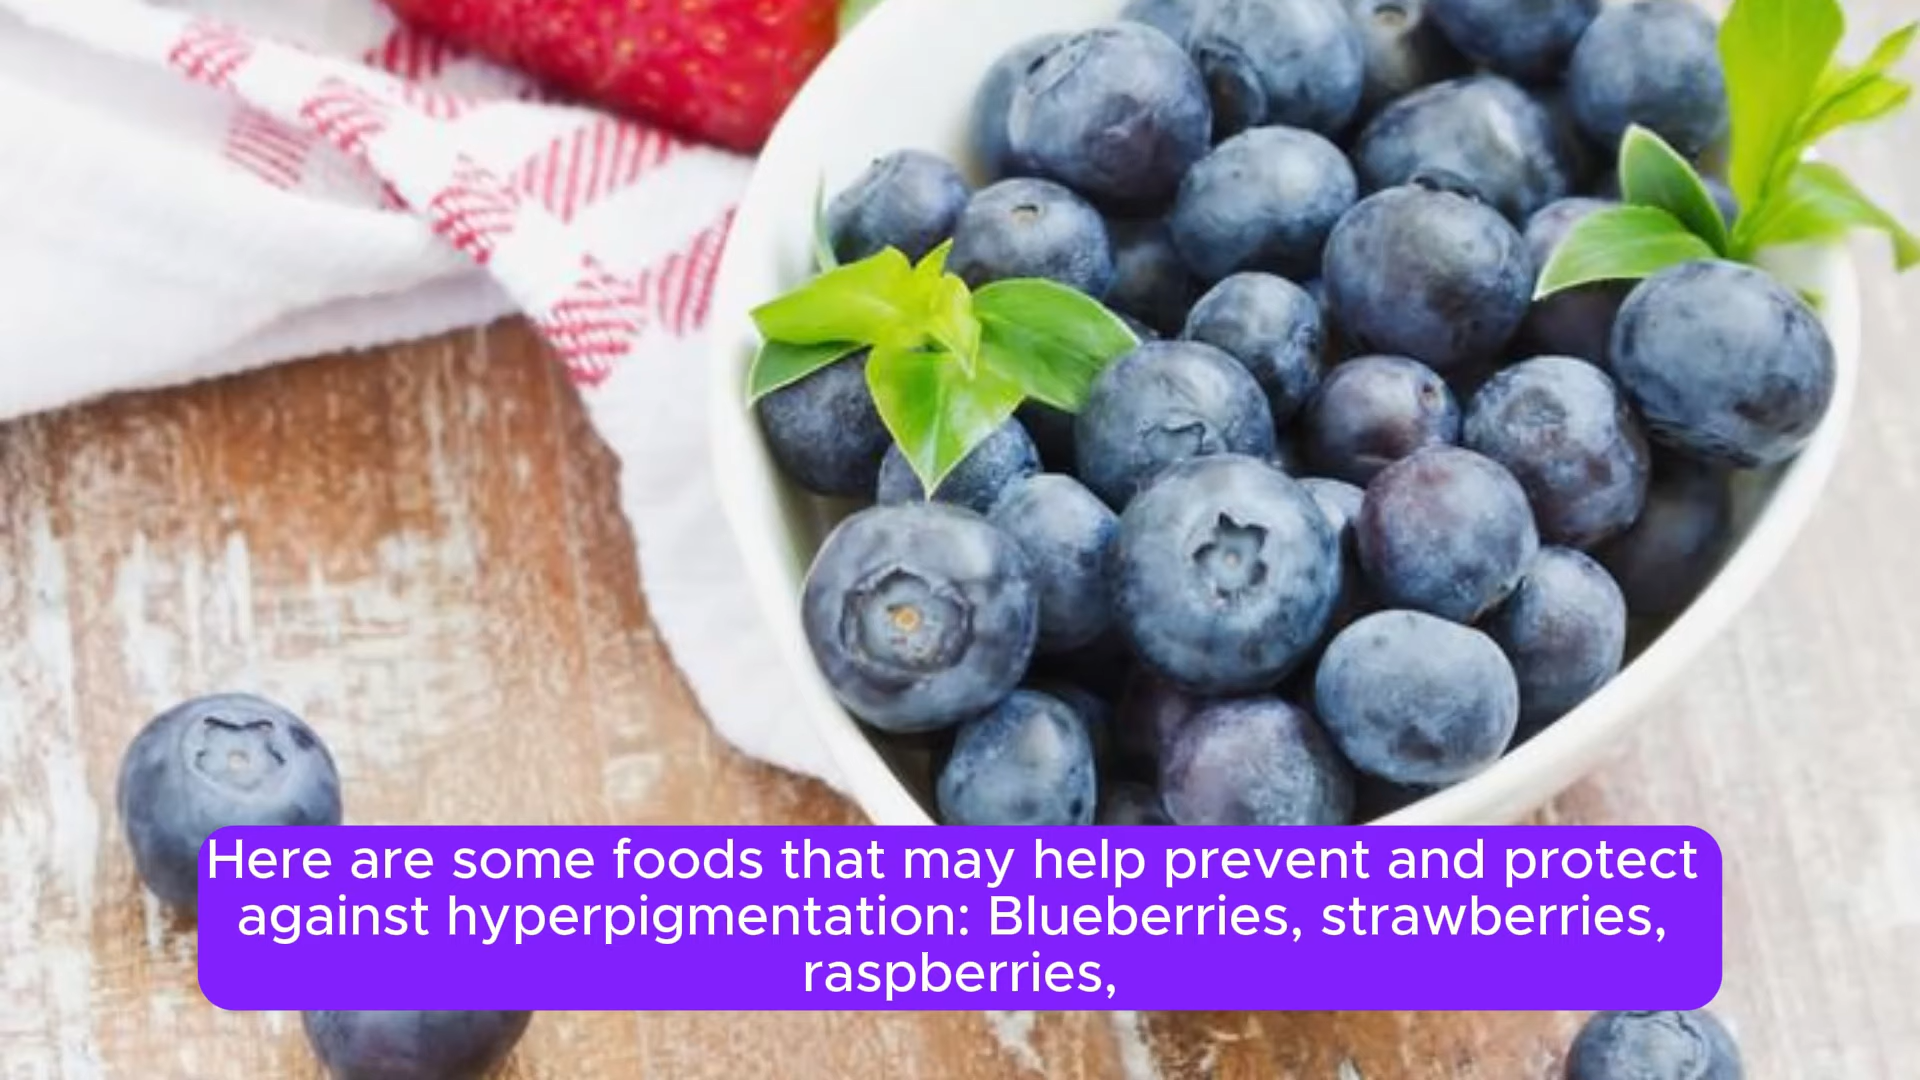 Here are some foods that may help prevent and protect
against hyperpigmentation: Blueberries, strawberries,
raspberries,